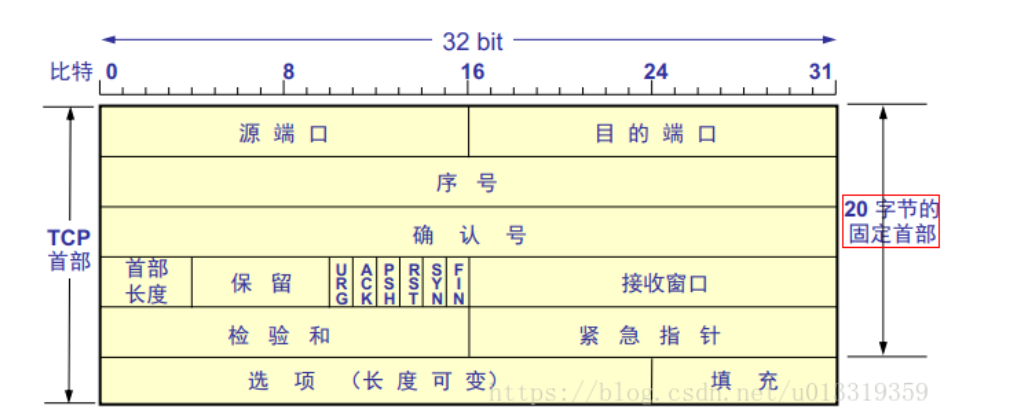 32 bit
比特 0 8 16 24 31
源端口 目的端口
序号
确认号
TCP
首部
20 字节的
固定首部
首部
长度
保留
URG ACK PSH RST SYN FIN
接收窗口
检验和 紧急指针
选项（长度可变） 填充
https://blog.csdn.net/u013319359